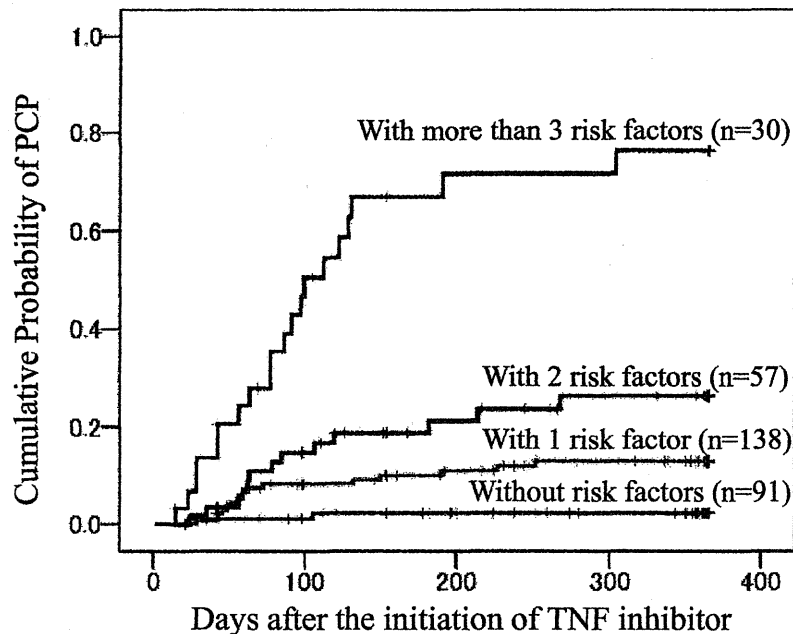 1.0
With more than 3 risk factors (n=30)
0.8
0.6
0.4
With 2 risk factors (n=57)
0.2
With 1 risk factor (n=138)
Without risk factors (n=91)
0.0
0 100 200 300 400
Cumulative Probability of PCP
Days after the initiation of TNF inhibitor